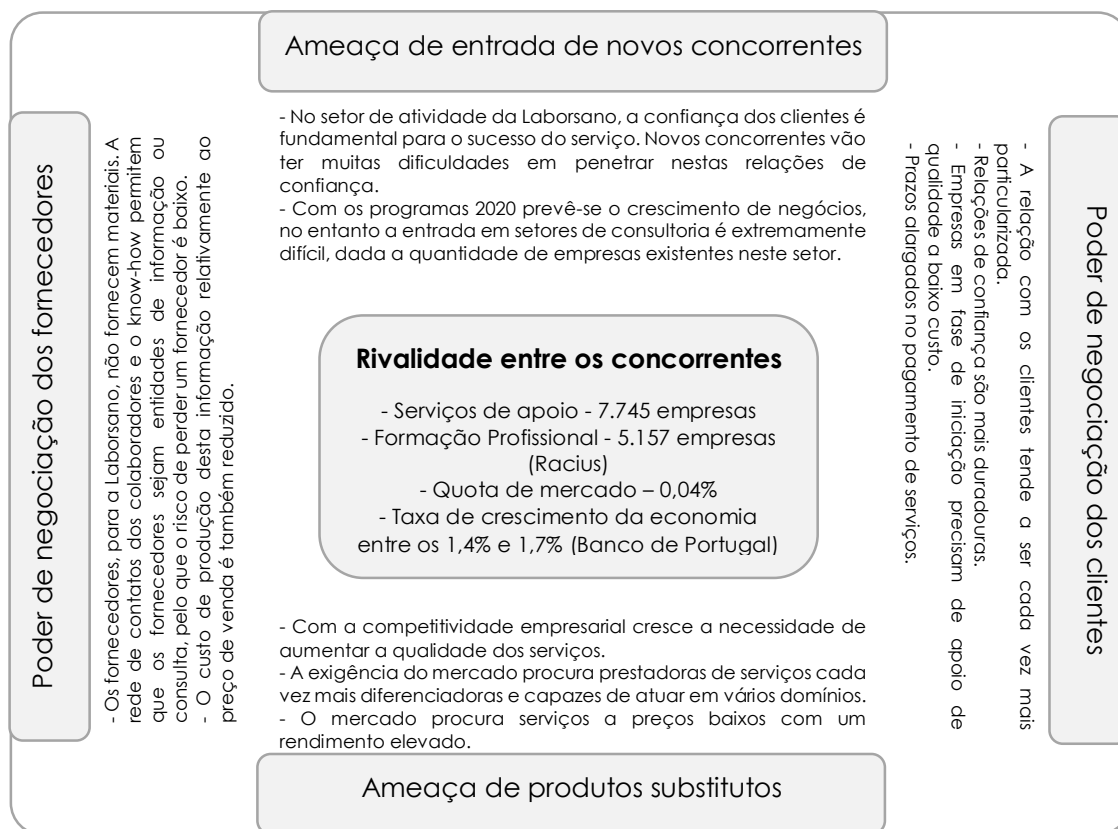 Ameaça de entrada de novos concorrentes
- No setor de atividade da Laborsano, a confiança dos clientes é
fundamental para o sucesso do serviço. Novos concorrentes vão
ter muitas dificuldades em penetrar nestas relações de
confiança.
- Com os programas 2020 prevê-se o crescimento de negócios,
no entanto a entrada em setores de consultoria é extremamente
difícil, dada a quantidade de empresas existentes neste setor.
Poder de negociação dos fornecedores
- Os fornecedores, para a Laborsano, não fornecem materiais. A
rede de contatos dos colaboradores e o know-how permitem
que os fornecedores sejam entidades de informação ou
consulta, pelo que o risco de perder um fornecedor é baixo.
- O custo de produção desta informação relativamente ao
preço de venda é também reduzido.
Rivalidade entre os concorrentes
- Serviços de apoio - 7.745 empresas
- Formação Profissional - 5.157 empresas
(Racius)
- Quota de mercado – 0,04%
- Taxa de crescimento da economia
entre os 1,4% e 1,7% (Banco de Portugal)
Poder de negociação dos clientes
- A relação com os clientes tende a ser cada vez mais
particularizada.
- Relações de confiança são mais duradouras.
- Empresas em fase de iniciação precisam de apoio de
qualidade a baixo custo.
- Prazos alargados no pagamento de serviços.
- Com a competitividade empresarial cresce a necessidade de
aumentar a qualidade dos serviços.
- A exigência do mercado procura prestadoras de serviços cada
vez mais diferenciadoras e capazes de atuar em vários domínios.
- O mercado procura serviços a preços baixos com um
rendimento elevado.
Ameaça de produtos substitutos